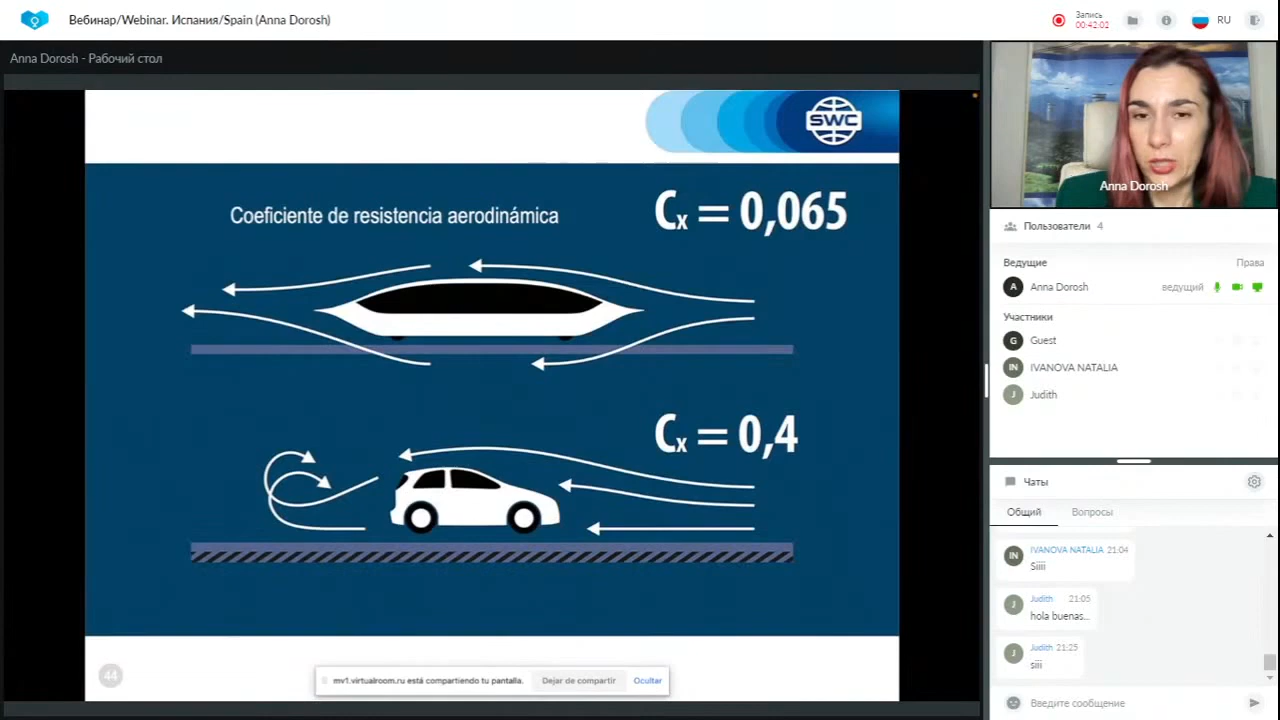 Вебинар/Webinar. Испания/Spain (Anna Dorosh)
Запись
00:42:02
RU
Anna Dorosh - Рабочий стол
SWC
Coeficiente de resistencia aerodinámica
Cx = 0,065
Cx = 0,4
44
mv1.virtualroom.ru está compartiendo tu pantalla.
Dejar de compartir
Ocultar
Anna Dorosh
Пользователи 4
Ведущие
Права
A
Anna Dorosh
ведущий
Участники
G
Guest
IN
IVANOVA NATALIA
J
Judith
Чаты
Общий
Вопросы
IN
IVANOVA NATALIA 21:04
Siiii
J
Judith 21:05
hola buenas...
J
Judith 21:25
siii
Введите сообщение